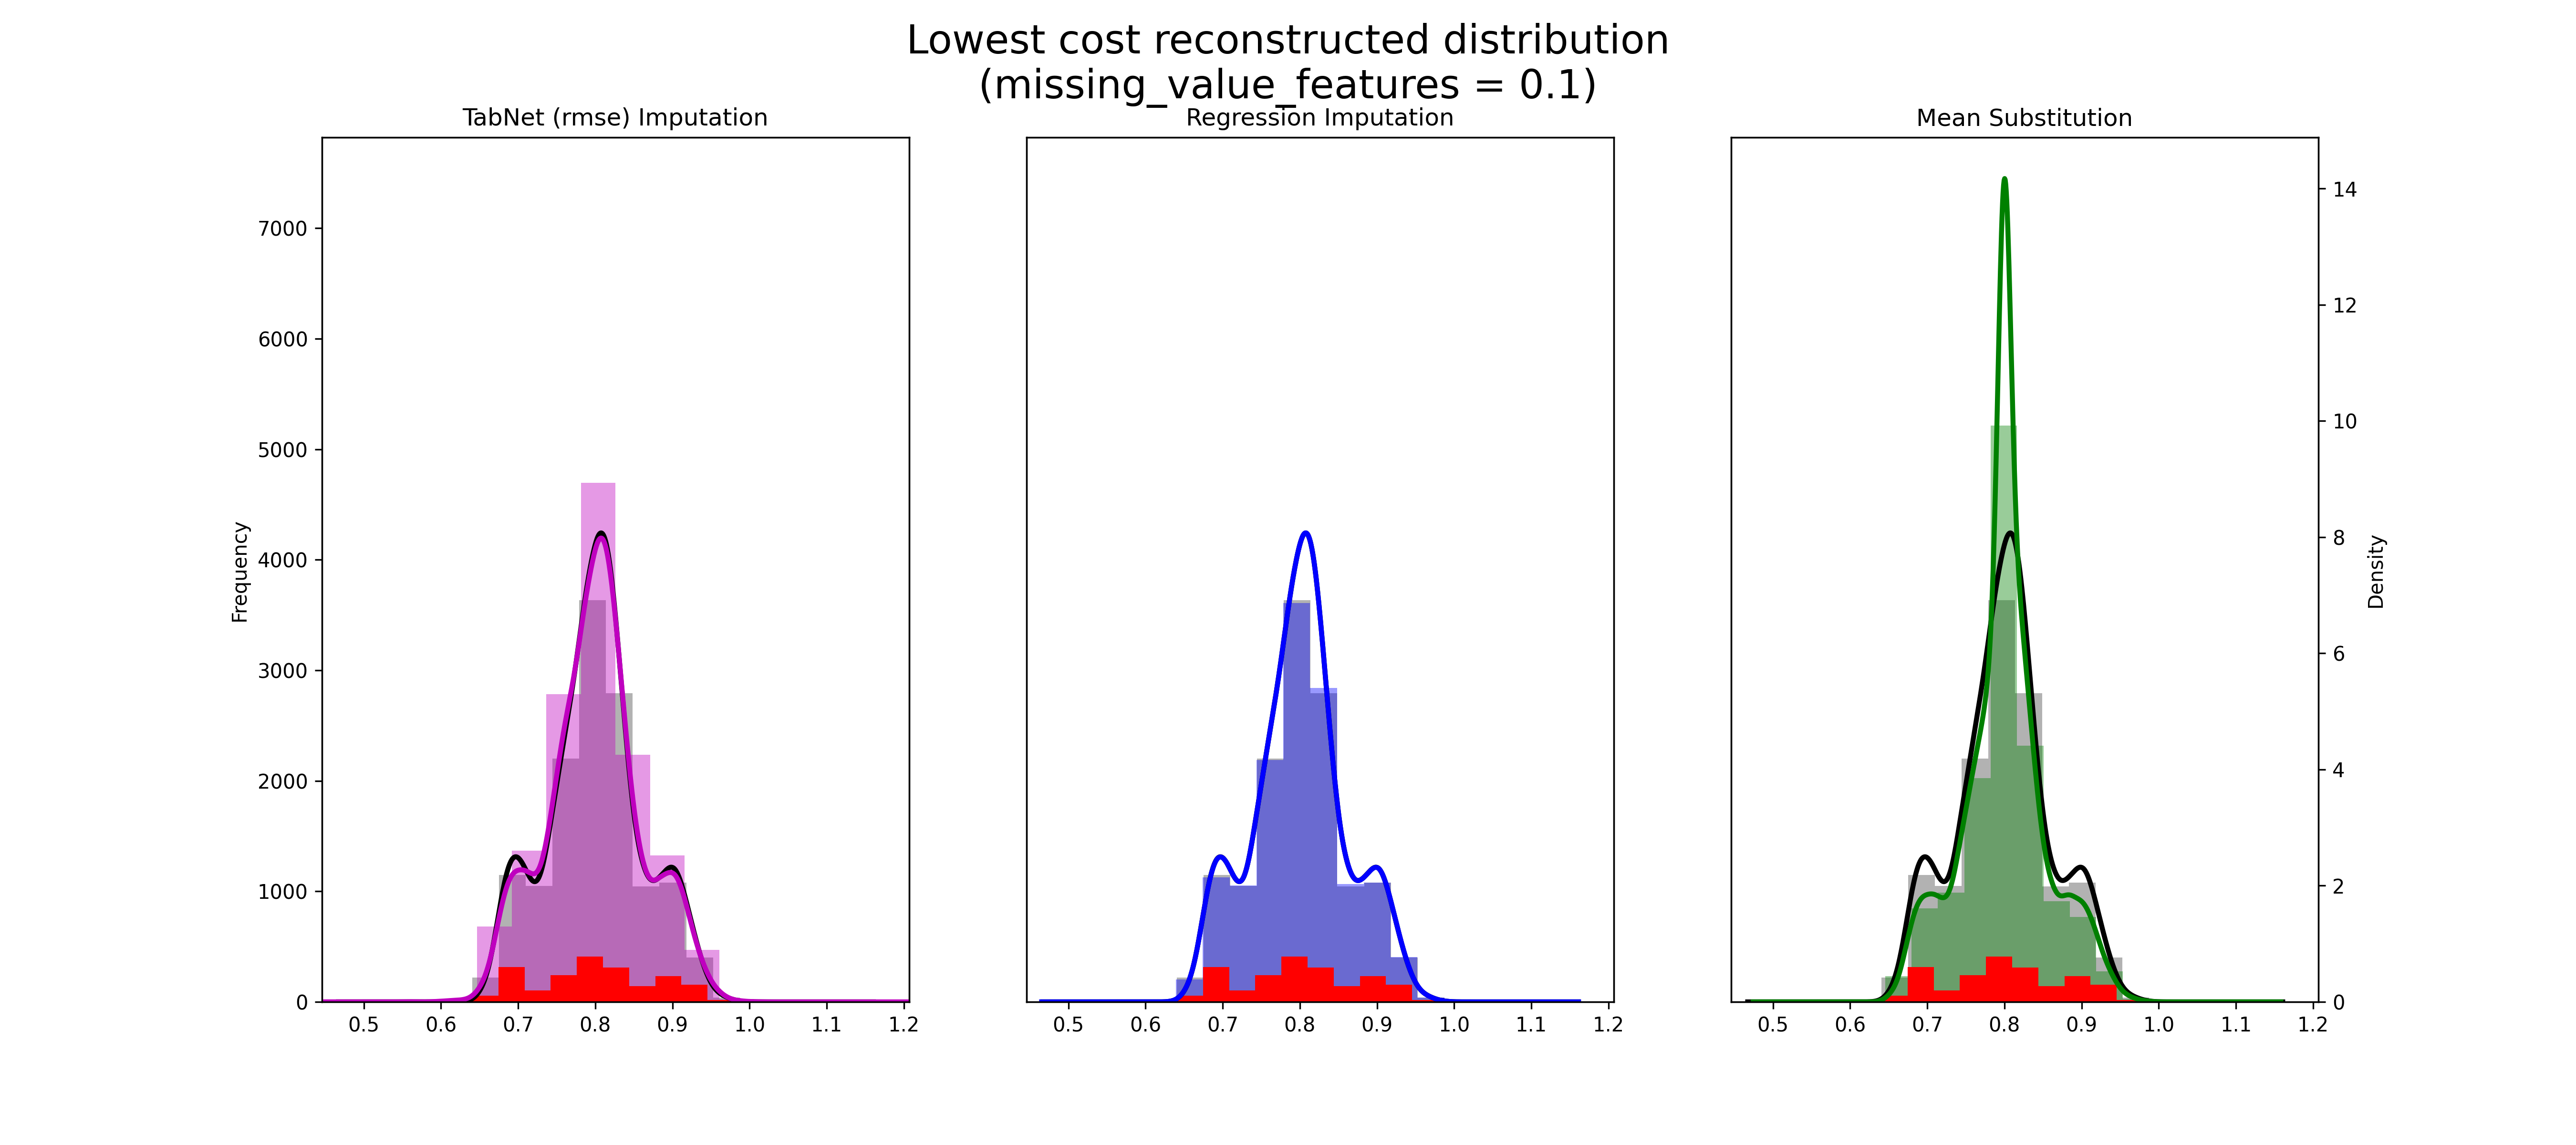 Lowest cost reconstructed distribution
(missing_value_features = 0.1)
TabNet (rmse) Imputation
Regression Imputation
Mean Substitution
Frequency
7000
6000
5000
4000
3000
2000
1000
0
0.5 0.6 0.7 0.8 0.9 1.0 1.1 1.2
0.5 0.6 0.7 0.8 0.9 1.0 1.1 1.2
0.5 0.6 0.7 0.8 0.9 1.0 1.1 1.2
14
12
10
8
6
4
2
0
Density